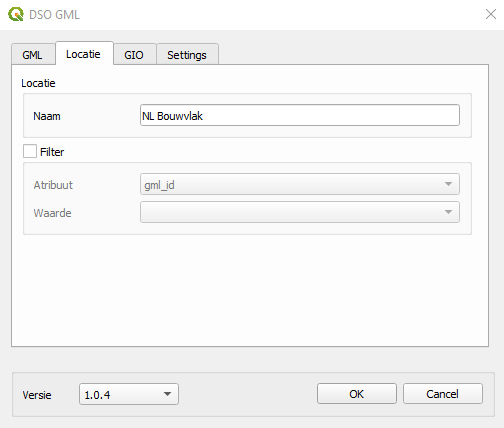 DSO GML
GML Locatie GIO Settings
Locatie
Naam NL Bouwvlak
Filter
Atribuut gml_id
Waarde
Versie 1.0.4 OK Cancel